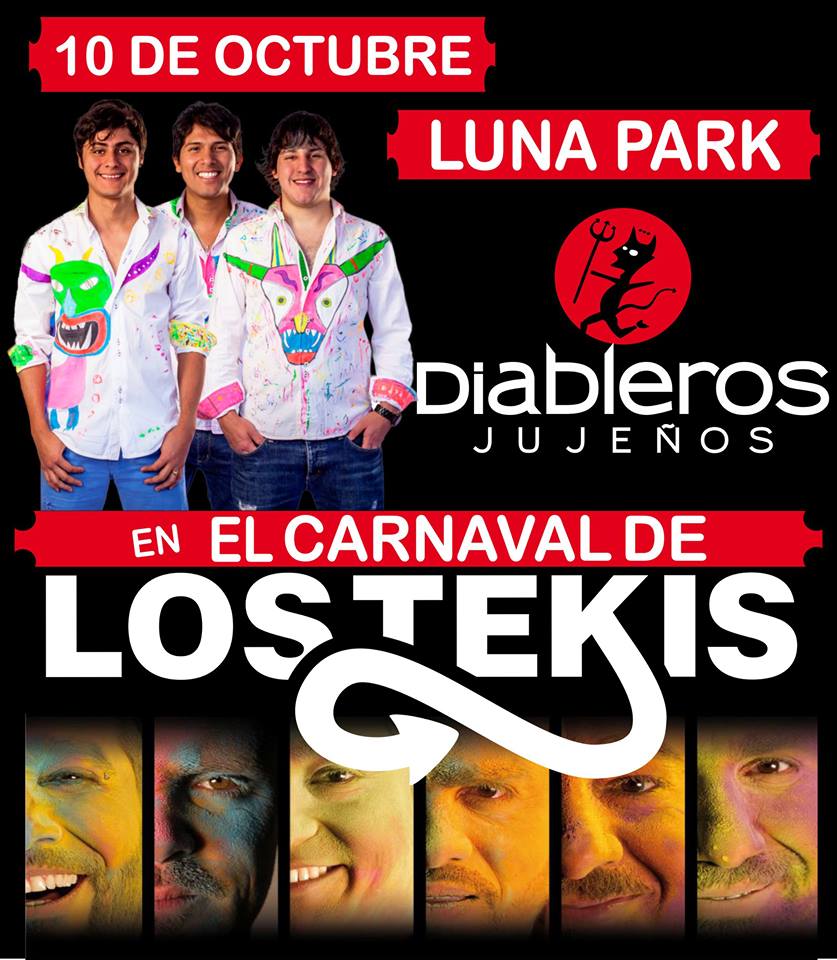 10 DE OCTUBRE
LUNA PARK
Diableros
JUJEÑOS
EN EL CARNAVAL DE
LOS TEKIS